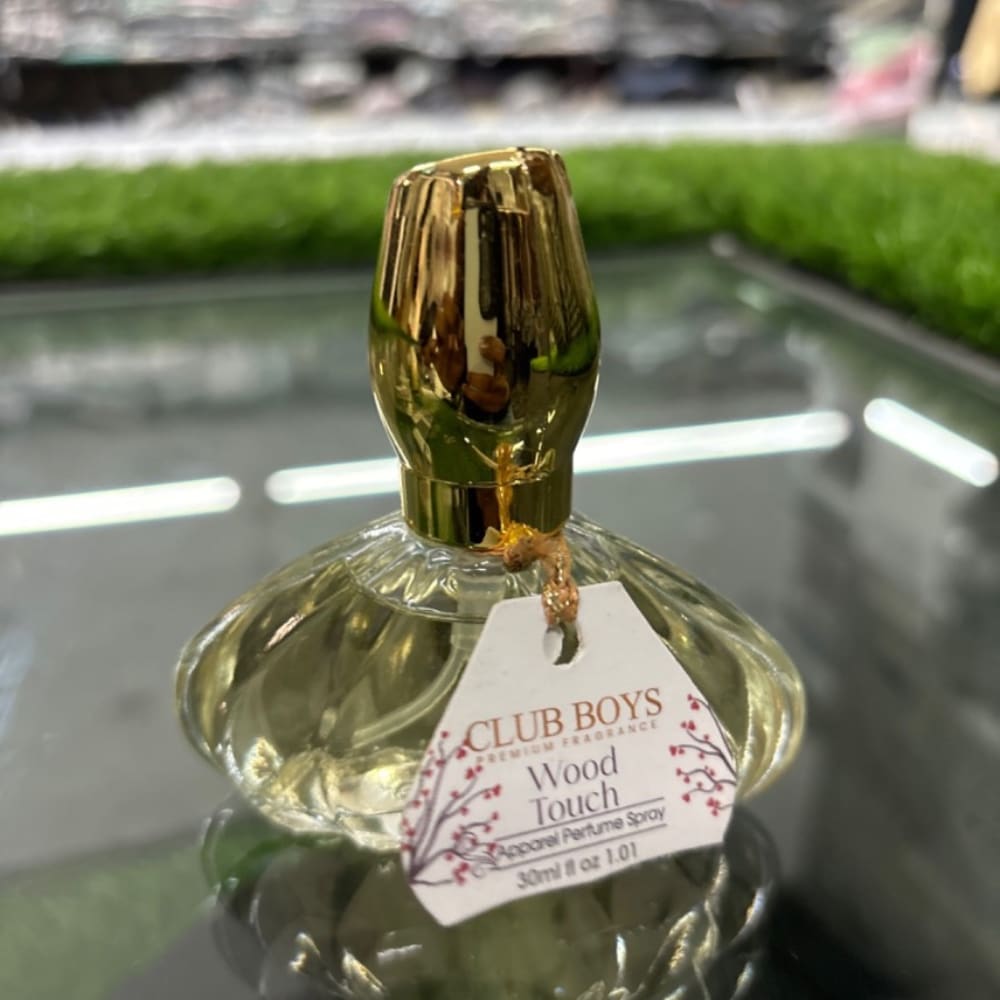 CLUB BOYS
PREMIUM FRAGRANCE
Wood
Touch
Apparel Perfume Spray
30ml fl oz 1.01